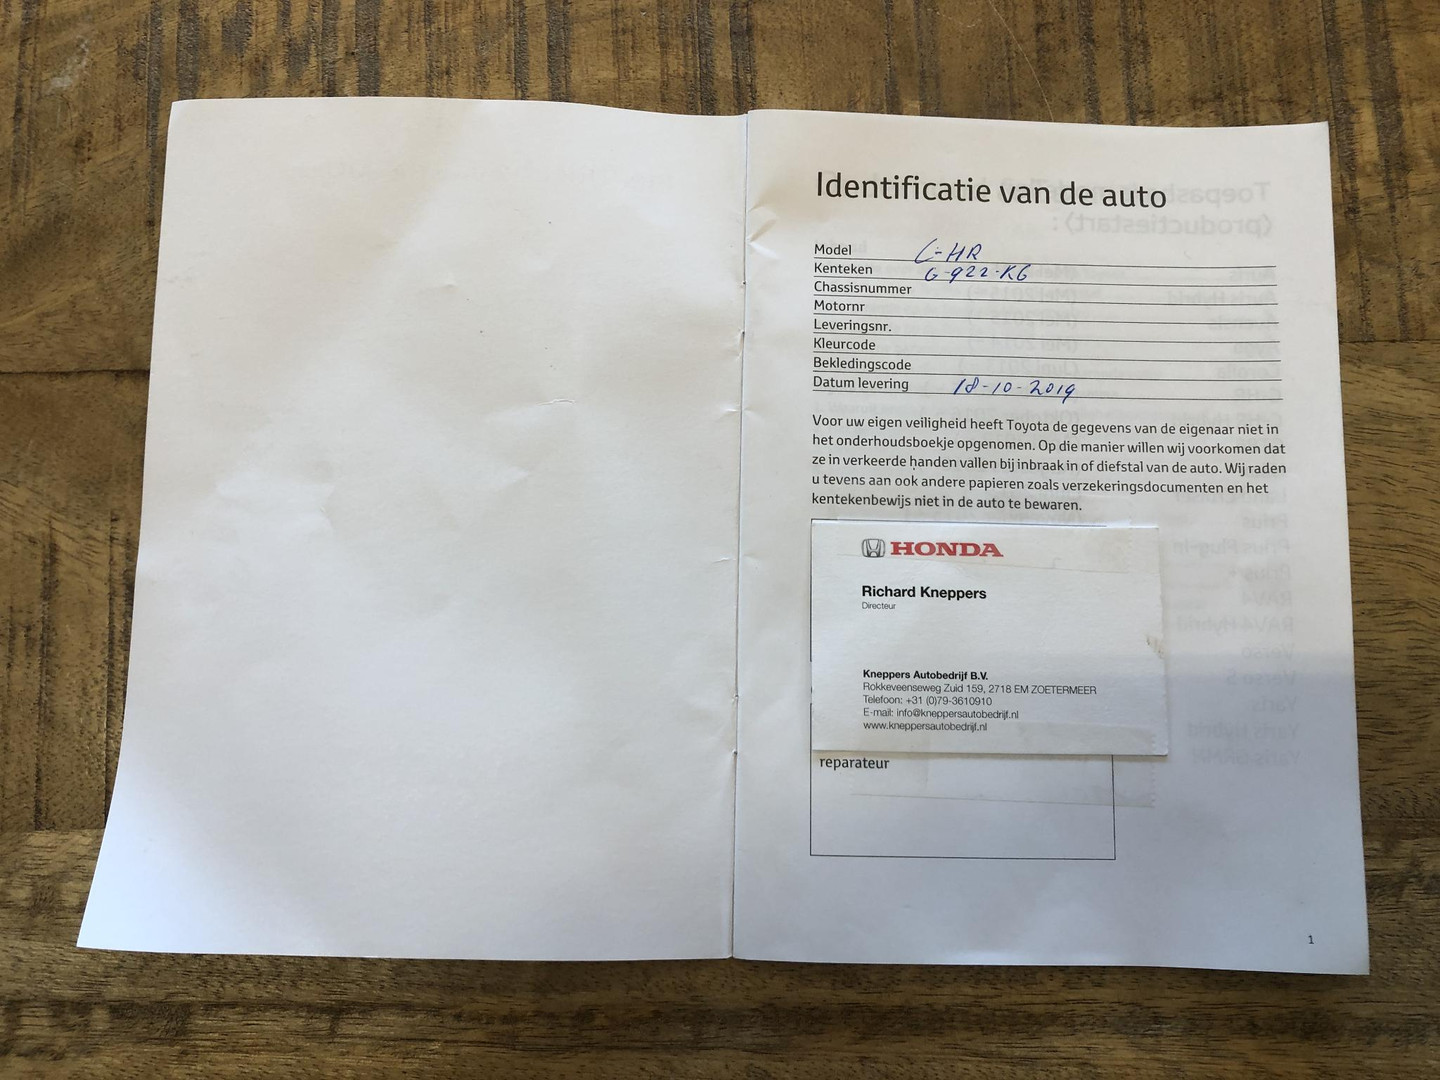 Identificatie van de auto
Model C-HR
Kenteken G-922-KG
Chassisnummer
Motornr
Leveringsnr.
Kleurcode
Bekledingscode
Datum levering 18-10-2019
Voor uw eigen veiligheid heeft Toyota de gegevens van de eigenaar niet in
het onderhoudsboekje opgenomen. Op die manier willen wij voorkomen dat
ze in verkeerde handen vallen bij inbraak in of diefstal van de auto. Wij raden
u tevens aan ook andere papieren zoals verzekeringsdocumenten en het
kentekenbewijs niet in de auto te bewaren.
HONDA
Richard Kneppers
Directeur
Kneppers Autobedrijf B.V.
Rokkeveenseweg Zuid 159, 2718 EM ZOETERMEER
Telefoon: +31 (0)79-3610910
E-mail: info@kneppersautobedrijf.nl
www.kneppersautobedrijf.nl
reparateur
1